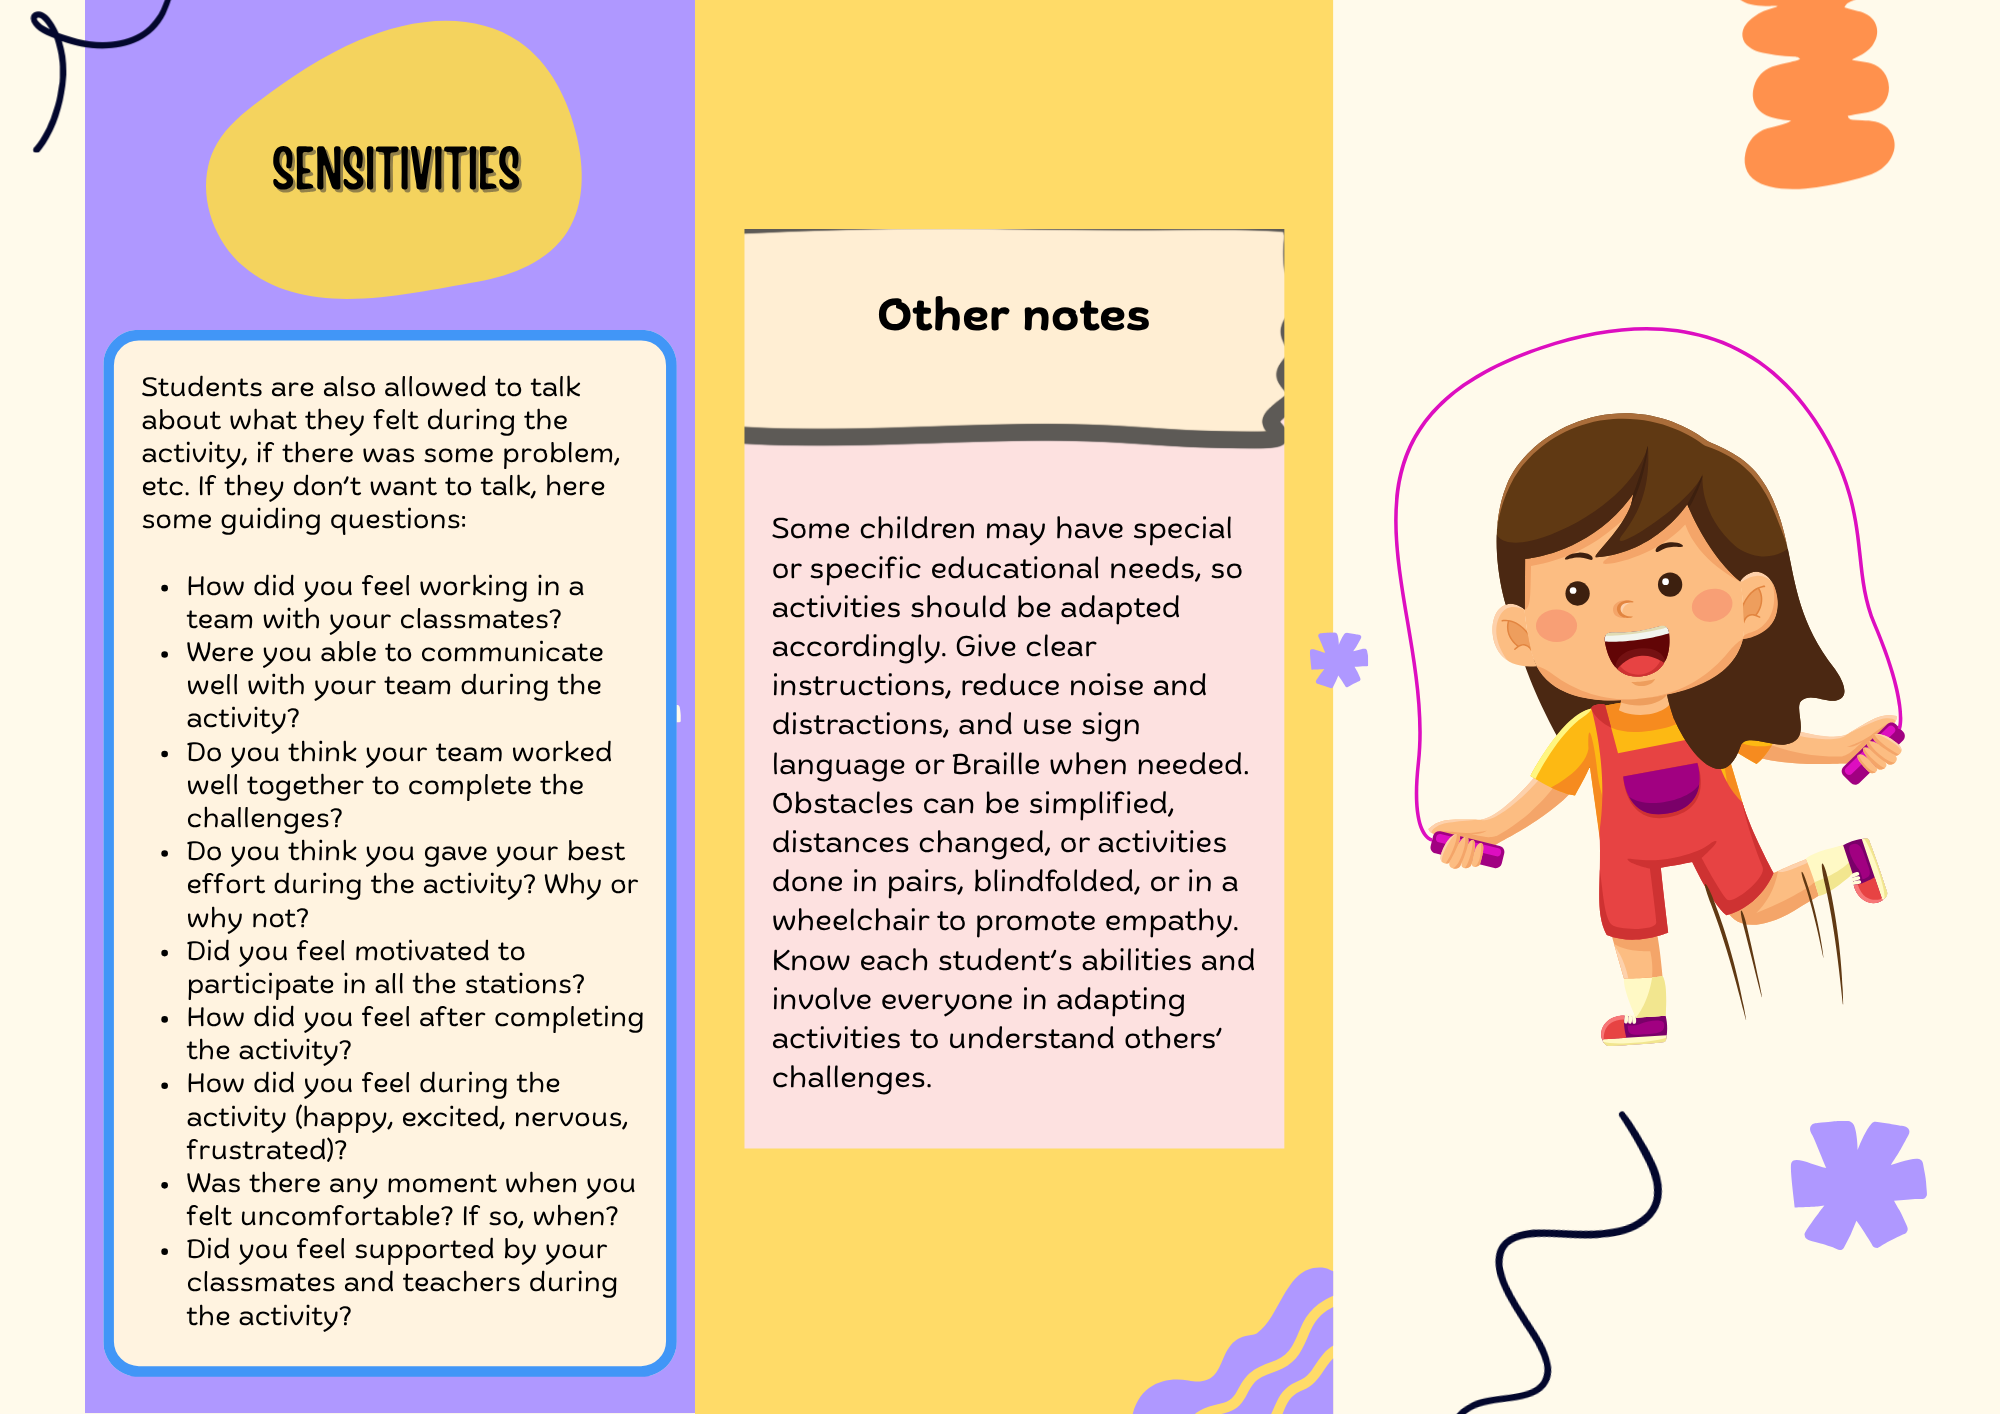 SENSITIVITIES
Students are also allowed to talk
about what they felt during the
activity, if there was some problem,
etc. If they don't want to talk, here
some guiding questions:
• How did you feel working in a
team with your classmates?
• Were you able to communicate
well with your team during the
activity?
• Do you think your team worked
well together to complete the
challenges?
• Do you think you gave your best
effort during the activity? Why or
why not?
• Did you feel motivated to
participate in all the stations?
• How did you feel after completing
the activity?
• How did you feel during the
activity (happy, excited, nervous,
frustrated)?
• Was there any moment when you
felt uncomfortable? If so, when?
• Did you feel supported by your
classmates and teachers during
the activity?
Other notes
Some children may have special
or specific educational needs, so
activities should be adapted
accordingly. Give clear
instructions, reduce noise and
distractions, and use sign
language or Braille when needed.
Obstacles can be simplified,
distances changed, or activities
done in pairs, blindfolded, or in a
wheelchair to promote empathy.
Know each student's abilities and
involve everyone in adapting
activities to understand others'
challenges.